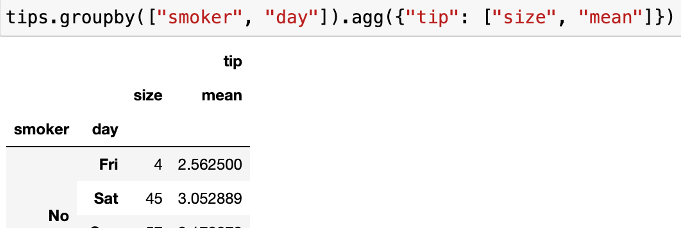 tips.groupby(["smoker", "day"]).agg({"tip": ["size", "mean"]})
tip
size mean
smoker day
Fri 4 2.562500
Sat 45 3.052889
No